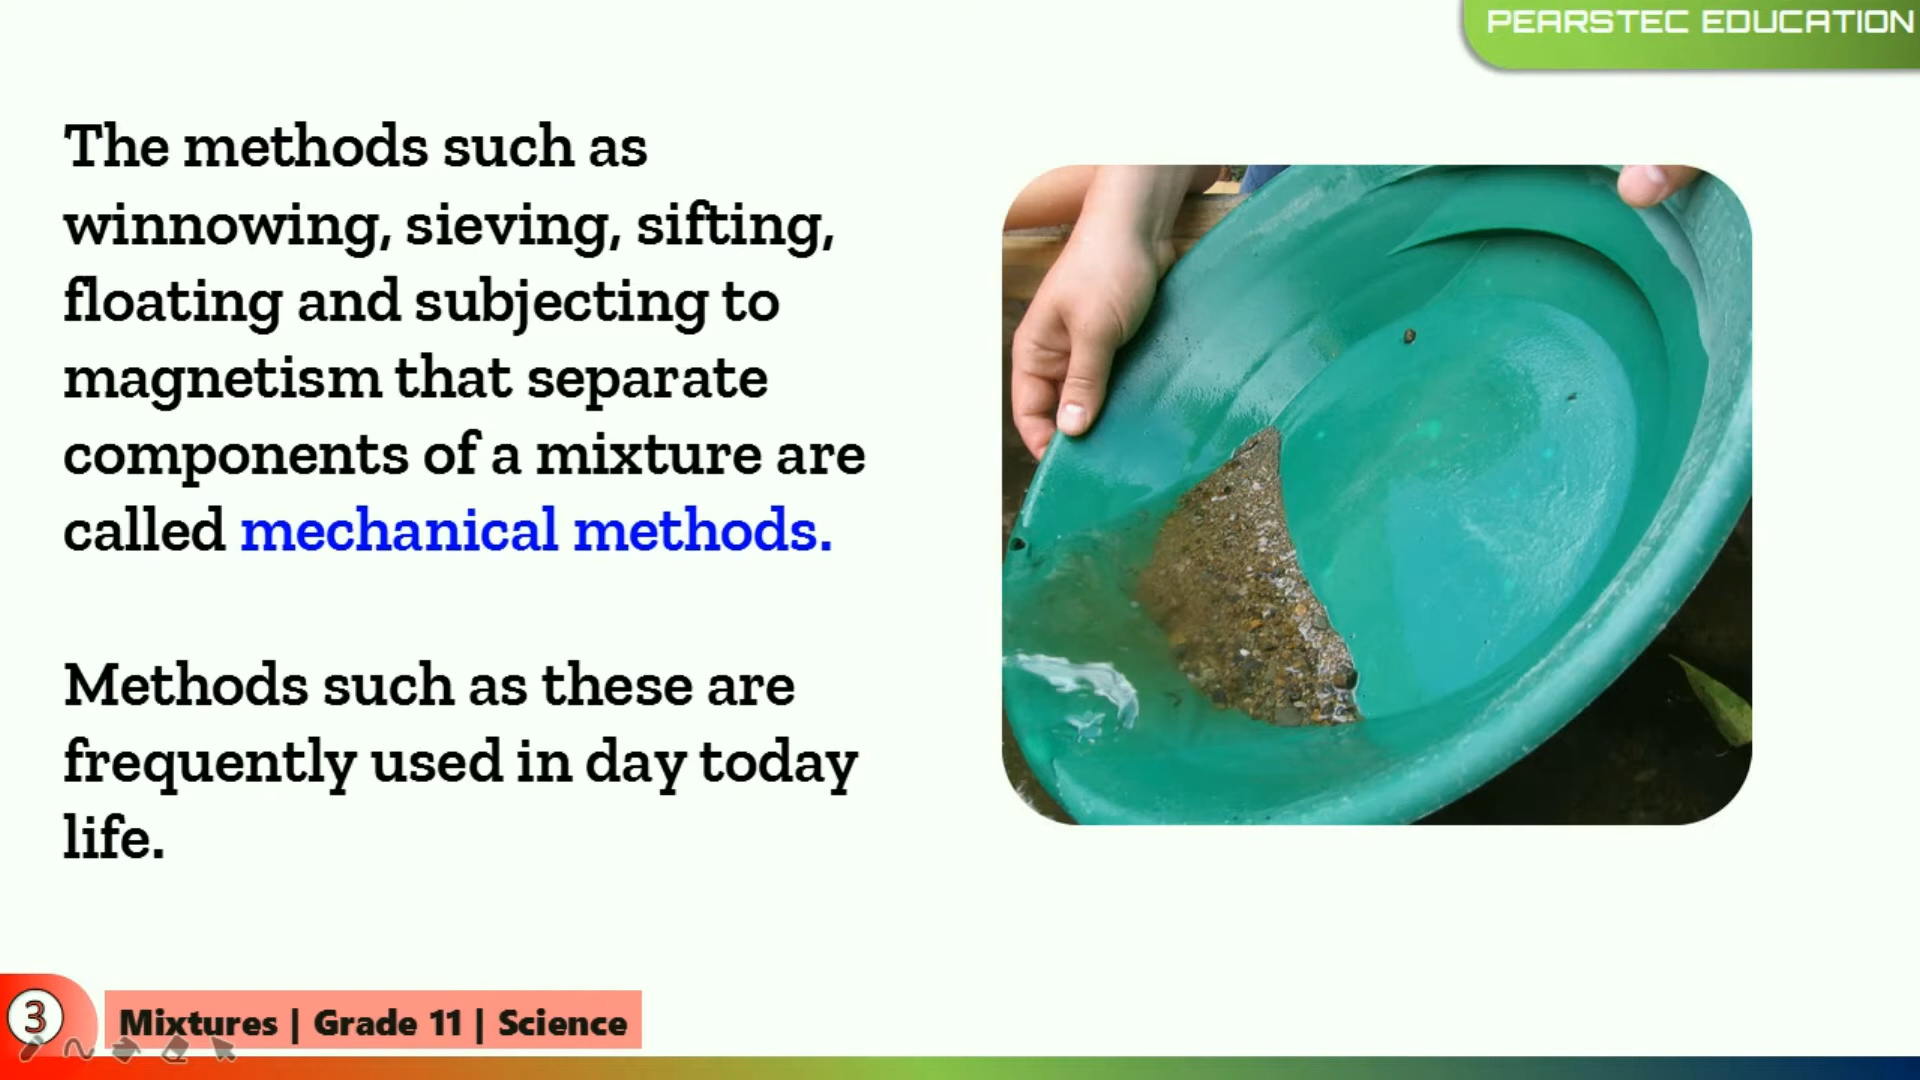 PEARSTEC EDUCATION
The methods such as
winnowing, sieving, sifting,
floating and subjecting to
magnetism that separate
components of a mixture are
called mechanical methods.
Methods such as these are
frequently used in day today
life.
3
Mixtures | Grade 11 | Science